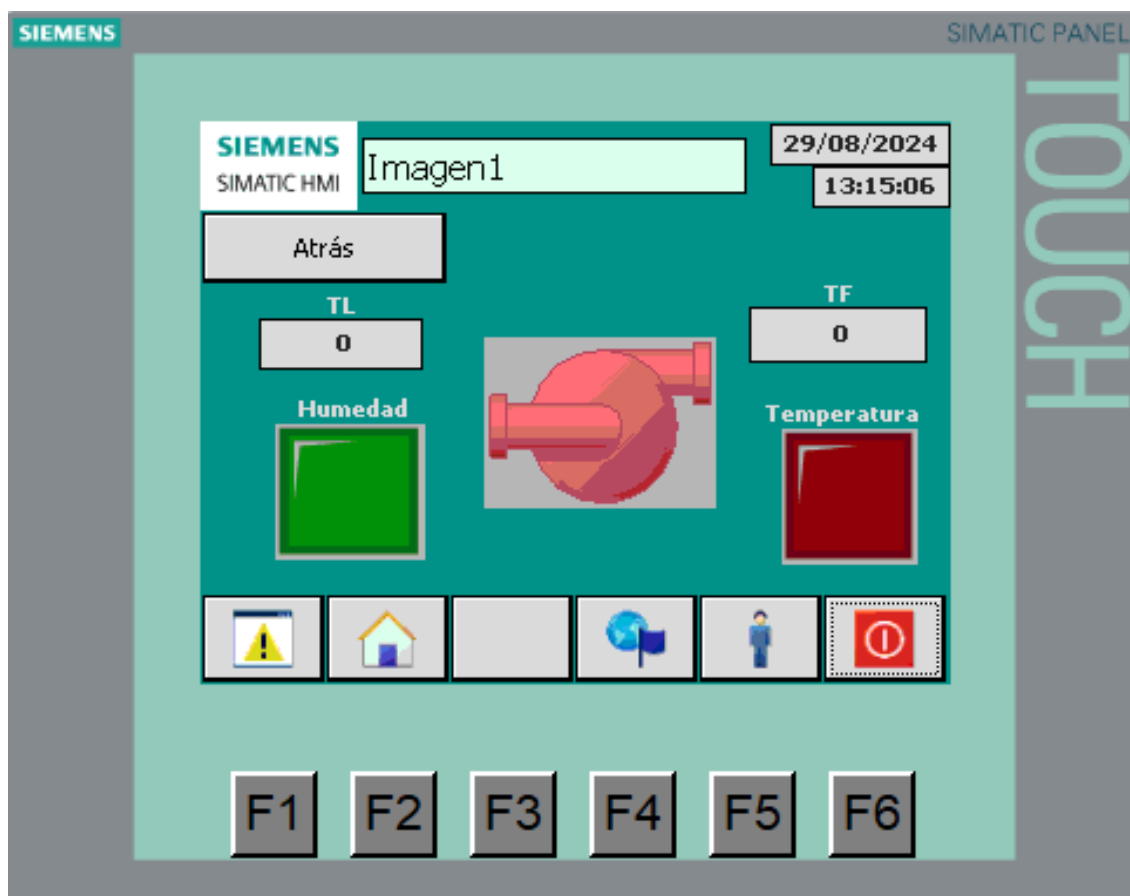 SIEMENS
SIMATIC PANEL
TOUCH
SIEMENS
SIMATIC HMI
Imagen1
29/08/2024
13:15:06
Atrás
TL
0
TF
0
Humedad
Temperatura
F1 F2 F3 F4 F5 F6